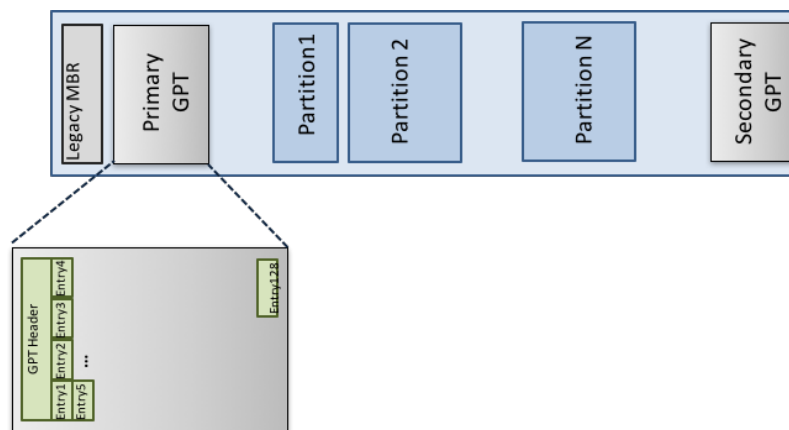 Legacy MBR
Primary
GPT
Partition1
Partition 2
Partition N
Secondary
GPT
GPT Header
Entry1
Entry2
Entry3
Entry4
Entry5
...
Entry128